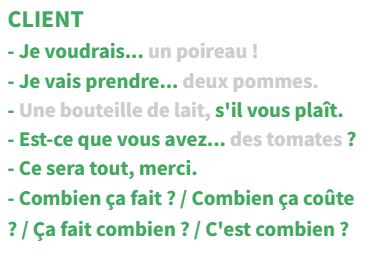 CLIENT
- Je voudrais... un poireau !
- Je vais prendre... deux pommes.
- Une bouteille de lait, s'il vous plaît.
- Est-ce que vous avez... des tomates ?
- Ce sera tout, merci.
- Combien ça fait ? / Combien ça coûte
? / Ça fait combien ? / C'est combien ?